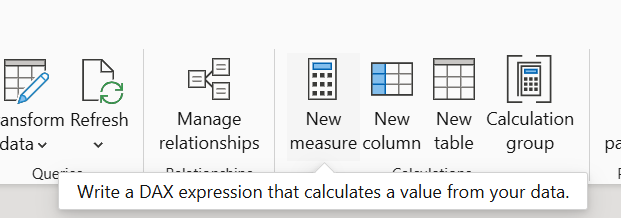 ansform
data
Refresh
Manage
relationships
New
measure
New
column
New
table
Calculation
group
pa
Write a DAX expression that calculates a value from your data.